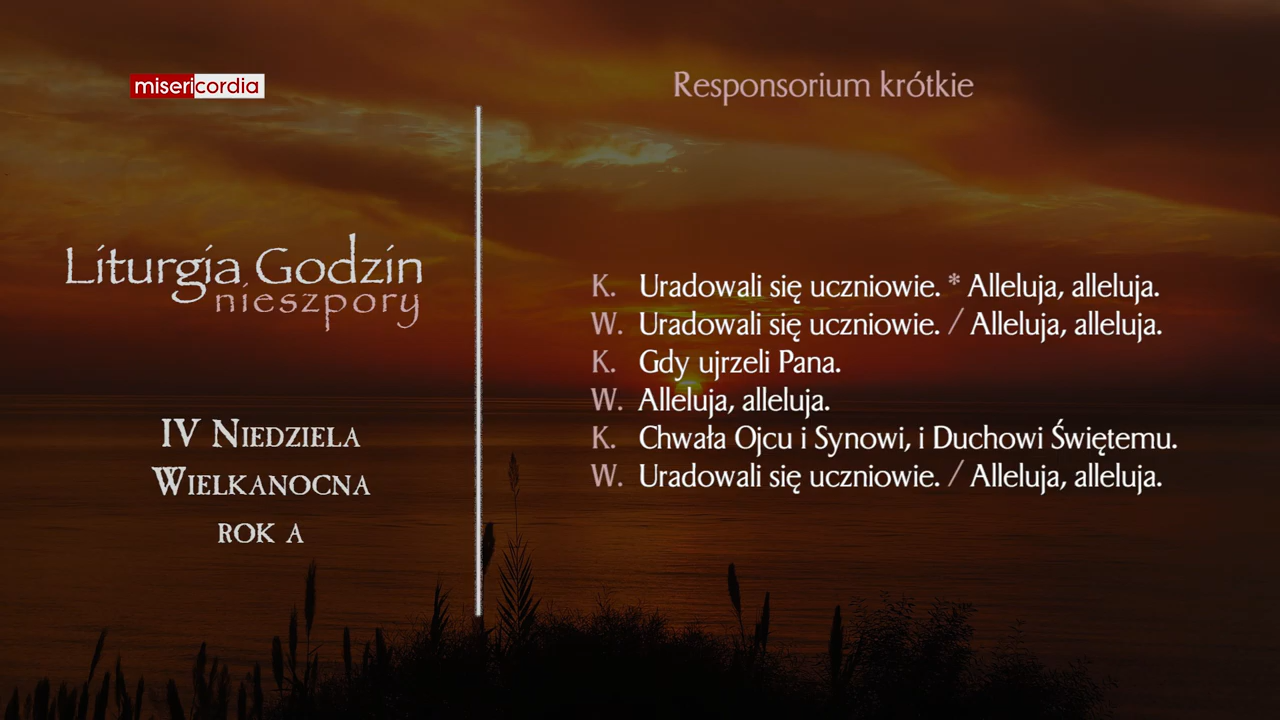 misericordia
Liturgia Godzin
nieszpory
IV Niedziela
Wielkanocna
rok A
Responsorium krótkie
K. Uradowali się uczniowie. * Alleluja, alleluja.
W. Uradowali się uczniowie. / Alleluja, alleluja.
K. Gdy ujrzeli Pana.
W. Alleluja, alleluja.
K. Chwała Ojcu i Synowi, i Duchowi Świętemu.
W. Uradowali się uczniowie. / Alleluja, alleluja.